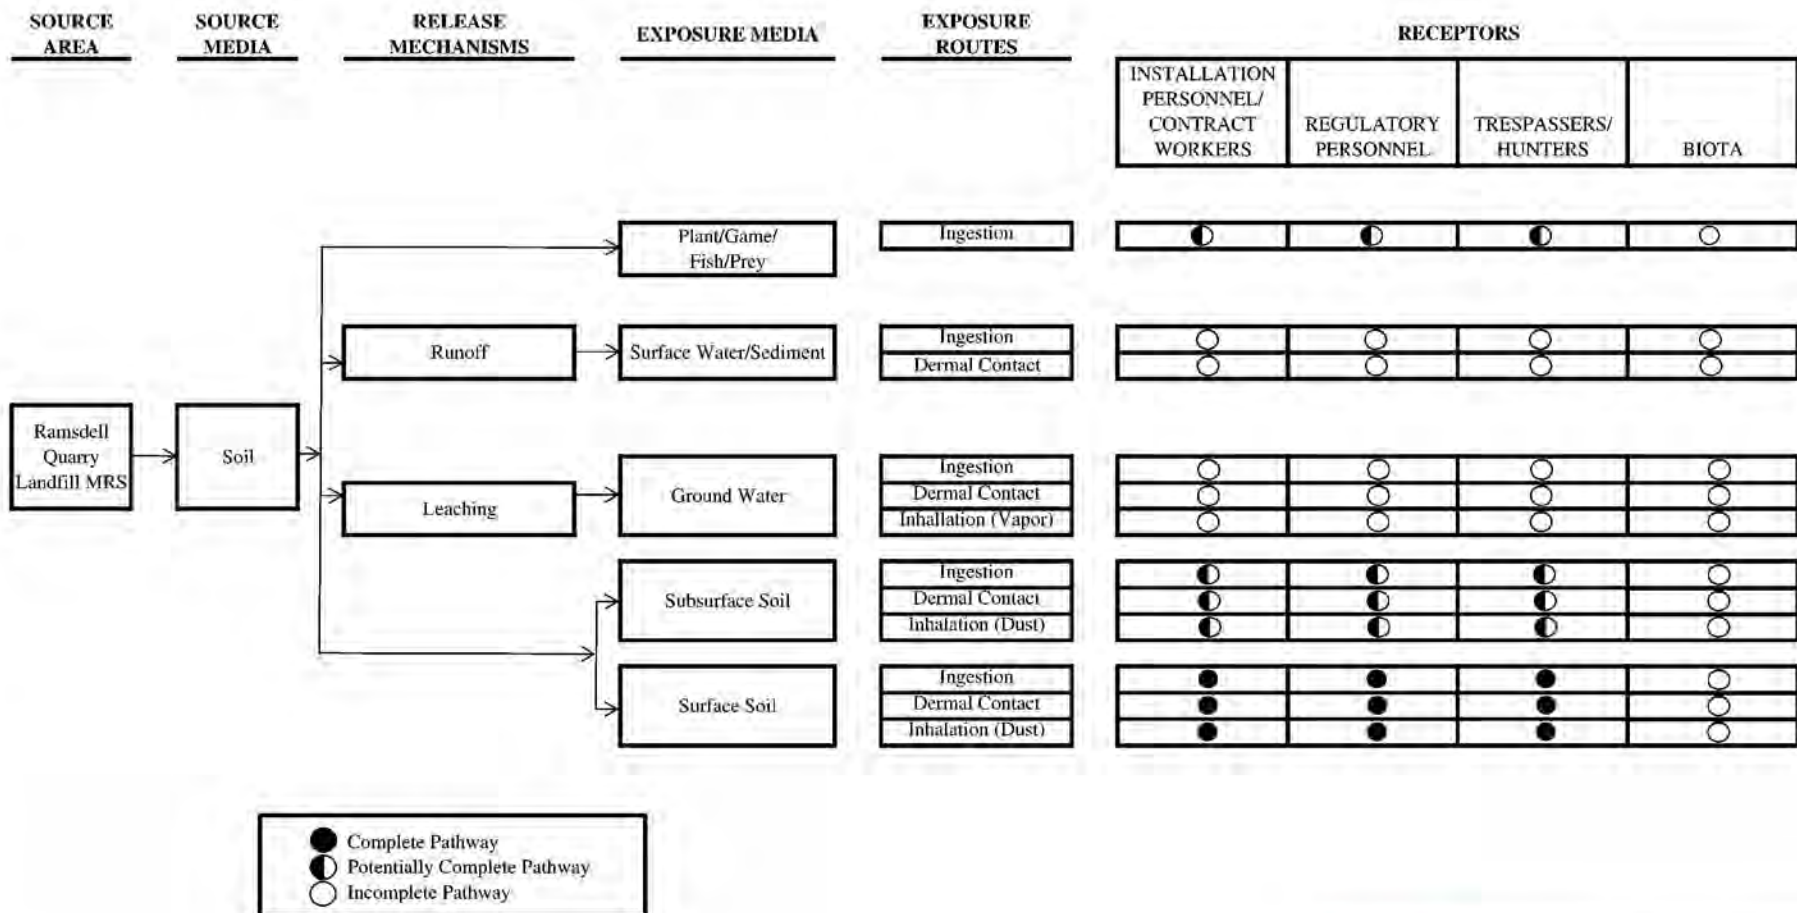 SOURCE
AREA
SOURCE
MEDIA
RELEASE
MECHANISMS
EXPOSURE MEDIA
EXPOSURE
ROUTES
RECEPTORS
INSTALLATION
PERSONNEL/
CONTRACT
WORKERS
REGULATORY
PERSONNEL
TRESPASSERS/
HUNTERS
BIOTA
Plant/Game/
Fish/Prey
Ingestion
Runoff
Surface Water/Sediment
Ingestion
Dermal Contact
Ramsdell
Quarry
Landfill MRS
Soil
Leaching
Ground Water
Ingestion
Dermal Contact
Inhallation (Vapor)
Subsurface Soil
Ingestion
Dermal Contact
Inhalation (Dust)
Surface Soil
Ingestion
Dermal Contact
Inhalation (Dust)
Complete Pathway
Potentially Complete Pathway
Incomplete Pathway